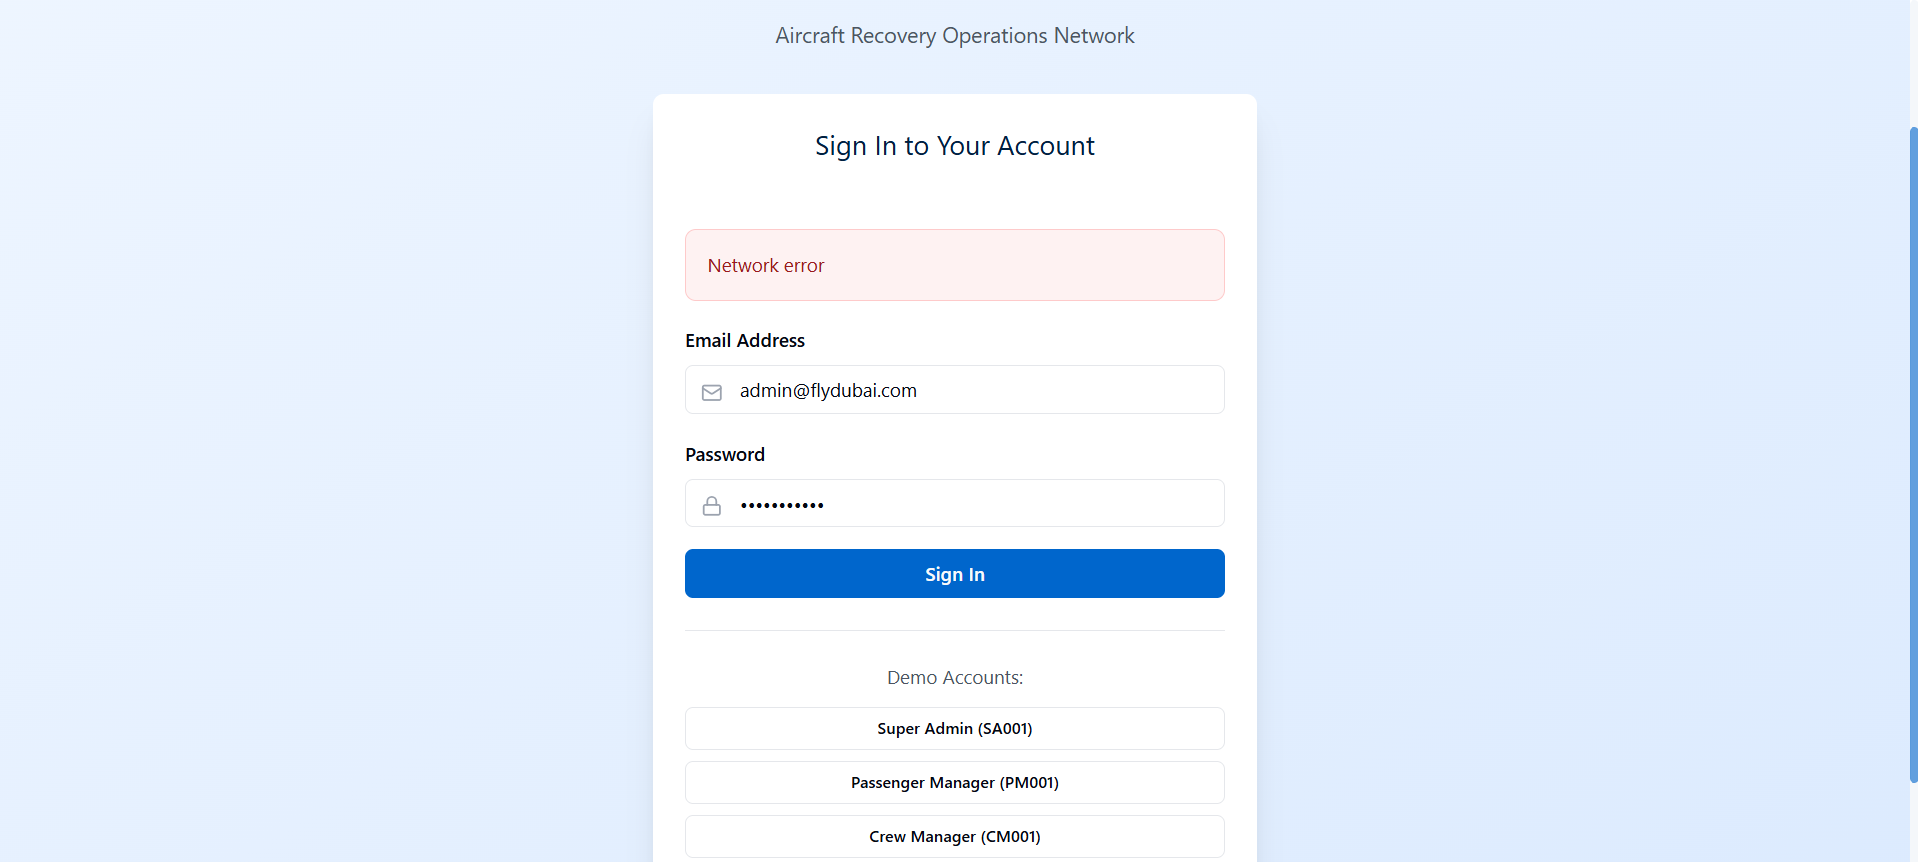 Aircraft Recovery Operations Network
Sign In to Your Account
Network error
Email Address
admin@flydubai.com
Password
•••••••••••
Sign In
Demo Accounts:
Super Admin (SA001)
Passenger Manager (PM001)
Crew Manager (CM001)